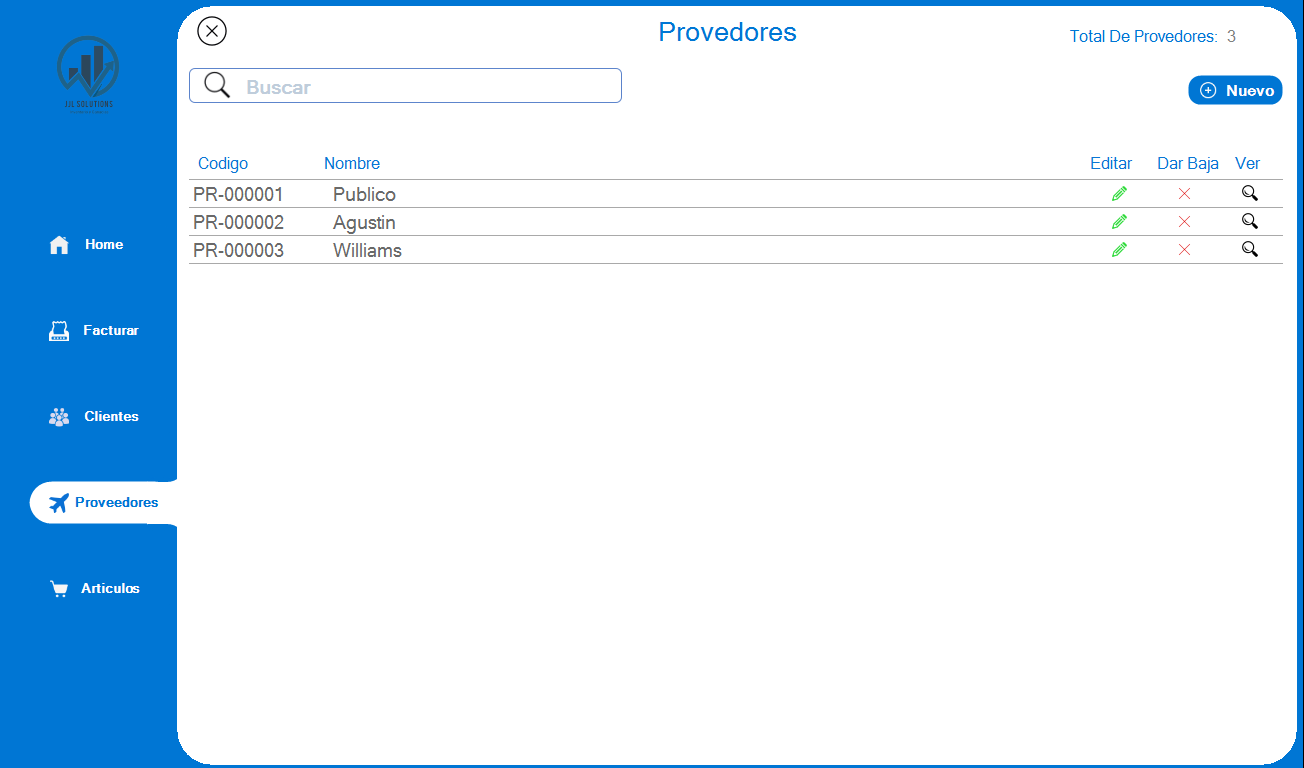 JIL SOLUTIONS
Provedores
Total De Provedores: 3
Buscar
Nuevo
Codigo Nombre Editar Dar Baja Ver
PR-000001 Publico
PR-000002 Agustin
PR-000003 Williams
Home
Facturar
Clientes
Proveedores
Articulos